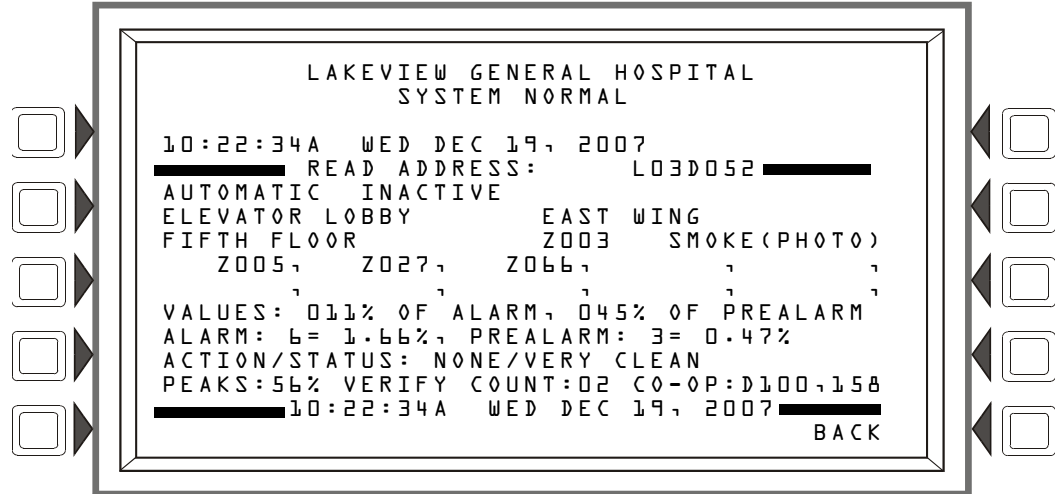 LAKEVIEW GENERAL HOSPITAL
SYSTEM NORMAL
10:22:34A WED DEC 19, 2007
READ ADDRESS: L03D052
AUTOMATIC INACTIVE
ELEVATOR LOBBY EAST WING
FIFTH FLOOR Z003 SMOKE(PHOTO)
Z005, Z027, Z066, , ,
, , , , ,
VALUES: 011% OF ALARM, 045% OF PREALARM
ALARM: 6= 1.66%, PREALARM: 3= 0.47%
ACTION/STATUS: NONE/VERY CLEAN
PEAKS:56% VERIFY COUNT:02 CO-OP:D100,158
10:22:34A WED DEC 19, 2007
BACK